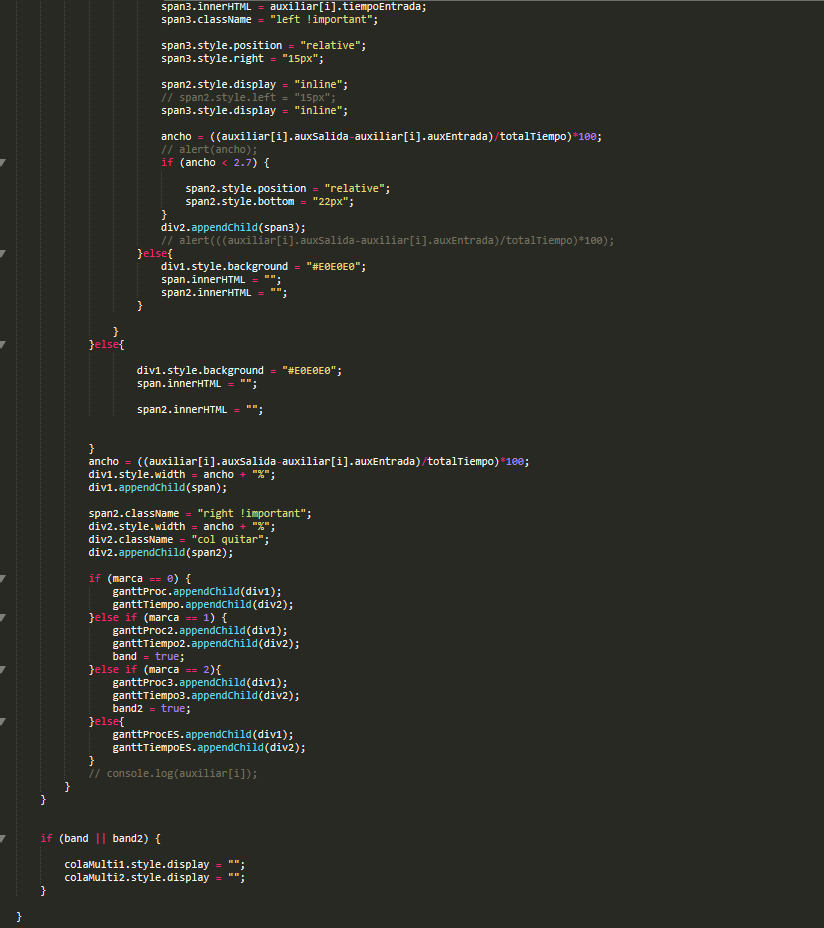 span3.innerHTML = auxiliar[i].tiempoEntrada;
span3.className = "left !important";
span3.style.position = "relative";
span3.style.right = "15px";
span2.style.display = "inline";
// span2.style.left = "15px";
span3.style.display = "inline";
ancho = ((auxiliar[i].auxSalida-auxiliar[i].auxEntrada)/totalTiempo)*100;
// alert(ancho);
if (ancho < 2.7) {
span2.style.position = "relative";
span2.style.bottom = "22px";
}
div2.appendChild(span3);
// alert(((auxiliar[i].auxSalida-auxiliar[i].auxEntrada)/totalTiempo)*100);
}else{
div1.style.background = "#E0E0E0";
span.innerHTML = "";
span2.innerHTML = "";
}
}
}else{
div1.style.background = "#E0E0E0";
span.innerHTML = "";
span2.innerHTML = "";
}
ancho = ((auxiliar[i].auxSalida-auxiliar[i].auxEntrada)/totalTiempo)*100;
div1.style.width = ancho + "%";
div1.appendChild(span);
span2.className = "right !important";
div2.style.width = ancho + "%";
div2.className = "col quitar";
div2.appendChild(span2);
if (marca == 0) {
ganttProc.appendChild(div1);
ganttTiempo.appendChild(div2);
}else if (marca == 1) {
ganttProc2.appendChild(div1);
ganttTiempo2.appendChild(div2);
band = true;
}else if (marca == 2){
ganttProc3.appendChild(div1);
ganttTiempo3.appendChild(div2);
band2 = true;
}else{
ganttProcES.appendChild(div1);
ganttTiempoES.appendChild(div2);
}
// console.log(auxiliar[i]);
}
}
if (band || band2) {
colaMulti1.style.display = "";
colaMulti2.style.display = "";
}
}